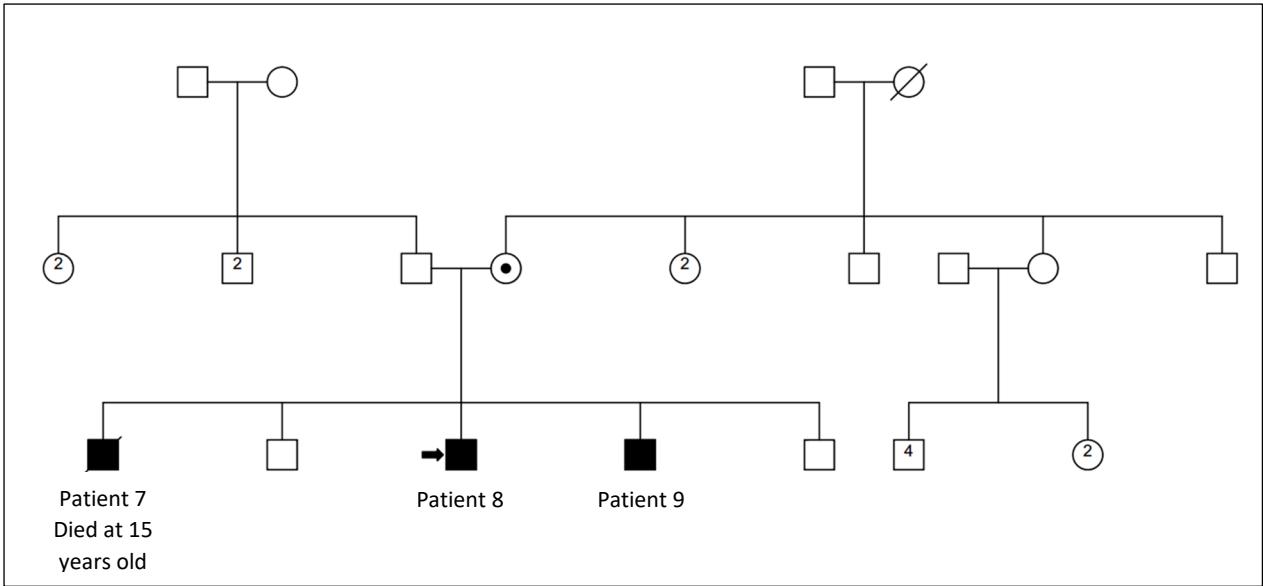 2
2
2
4
2
Patient 7
Died at 15
years old
Patient 8
Patient 9